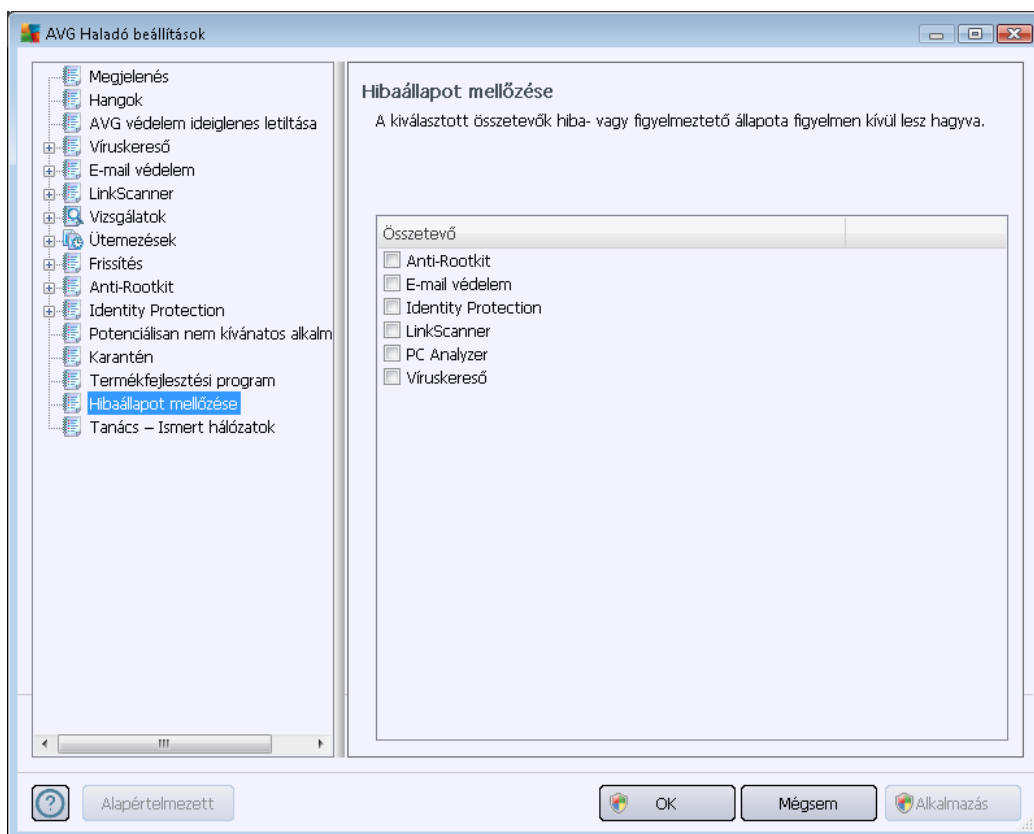 AVG Haladó beállítások
Megjelenés
Hangok
AVG védelem ideiglenes letiltása
Víruskereső
E-mail védelem
LinkScanner
Vizsgálatok
Ütemezések
Frissítés
Anti-Rootkit
Identity Protection
Potenciálisan nem kívánatos alkalm
Karantén
Termékfejlesztési program
Hibaállapot mellőzése
Tanács – Ismert hálózatok
Hibaállapot mellőzése
A kiválasztott összetevők hiba- vagy figyelmeztető állapota figyelmen kívül lesz hagyva.
Összetevő
Anti-Rootkit
E-mail védelem
Identity Protection
LinkScanner
PC Analyzer
Víruskereső
Alapértelmezett
OK
Mégsem
Alkalmazás